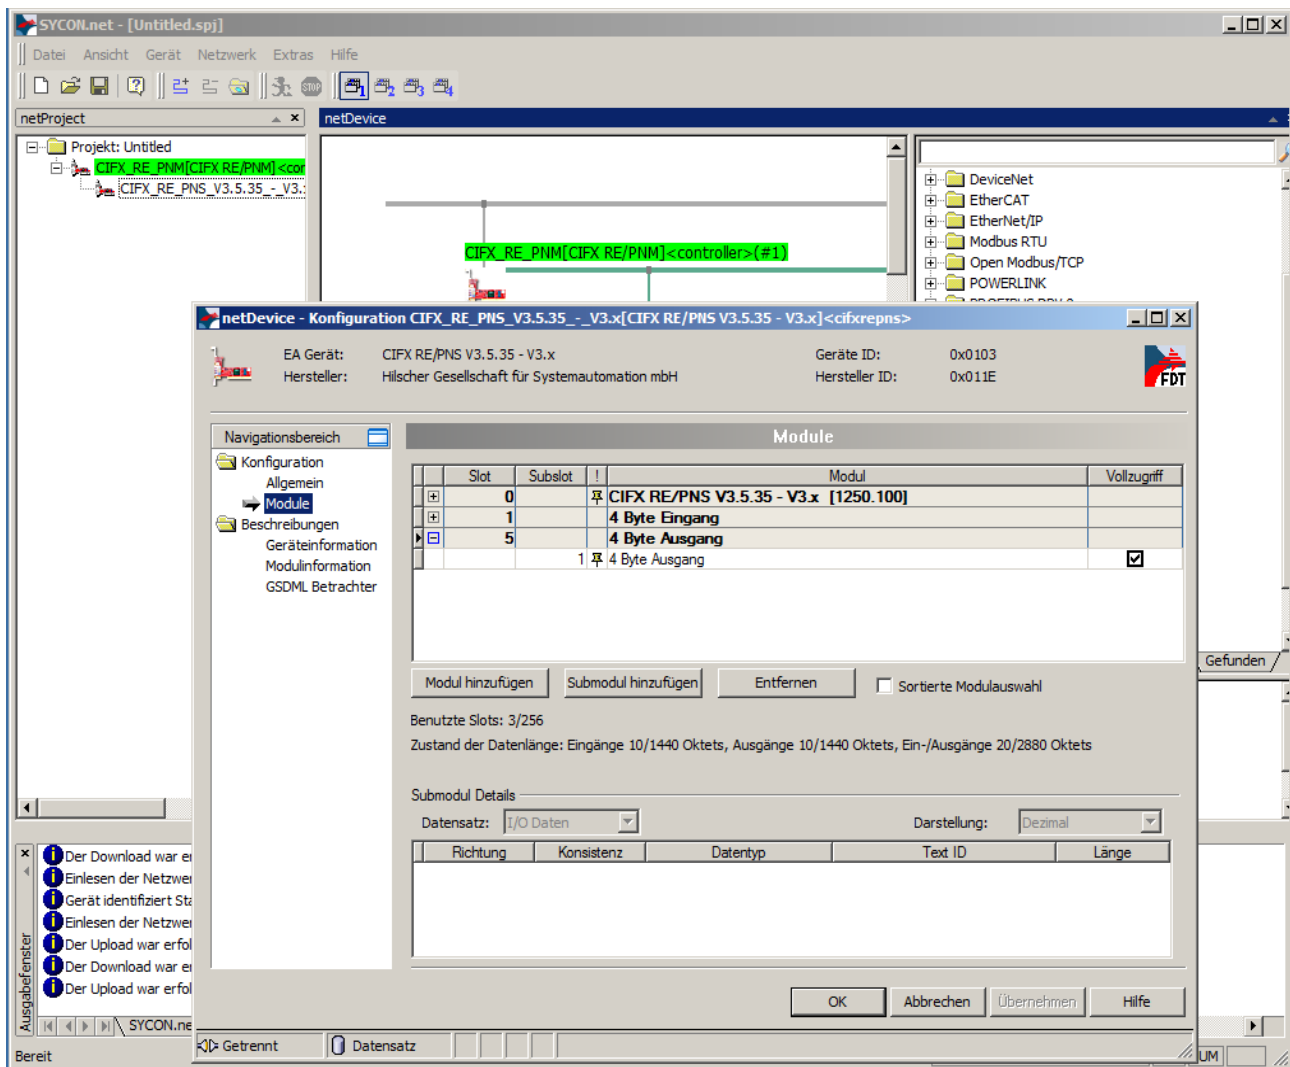 SYCON.net - [Untitled.spj]
Datei Ansicht Gerät Netzwerk Extras Hilfe
netProject
netDevice
Projekt: Untitled
CIFX_RE_PNM[CIFX RE/PNM]<cor
CIFX_RE_PNS_V3.5.35_-_V3.
CIFX_RE_PNM[CIFX RE/PNM]<controller>(#1)
DeviceNet
EtherCAT
EtherNet/IP
Modbus RTU
Open Modbus/TCP
POWERLINK
netDevice - Konfiguration CIFX_RE_PNS_V3.5.35_-_V3.x[CIFX RE/PNS V3.5.35 - V3.x]<cifxrepns>
EA Gerät: CIFX RE/PNS V3.5.35 - V3.x Geräte ID: 0x0103
Hersteller: Hilscher Gesellschaft für Systemautomation mbH Hersteller ID: 0x011E
FDT
Navigationsbereich
Konfiguration
Allgemein
Module
Beschreibungen
Geräteinformation
Modulinformation
GSDML Betrachter
Module
Slot Subslot ! Modul Vollzugriff
0 CIFX RE/PNS V3.5.35 - V3.x [1250.100]
1 4 Byte Eingang
5 4 Byte Ausgang
1 4 Byte Ausgang
Gefunden
Modul hinzufügen Submodul hinzufügen Entfernen Sortierte Modulauswahl
Benutzte Slots: 3/256
Zustand der Datenlänge: Eingänge 10/1440 Oktets, Ausgänge 10/1440 Oktets, Ein-/Ausgänge 20/2880 Oktets
Submodul Details
Datensatz: I/O Daten Darstellung: Dezimal
Richtung Konsistenz Datentyp Text ID Länge
Der Download war er
Einlesen der Netzwer
Gerät identifiziert Sta
Einlesen der Netzwer
Der Upload war erfol
Der Download war er
Der Upload war erfol
Ausgabefenster
SYCON.ne
OK Abbrechen Übernehmen Hilfe
Getrennt Datensatz
Bereit
UM